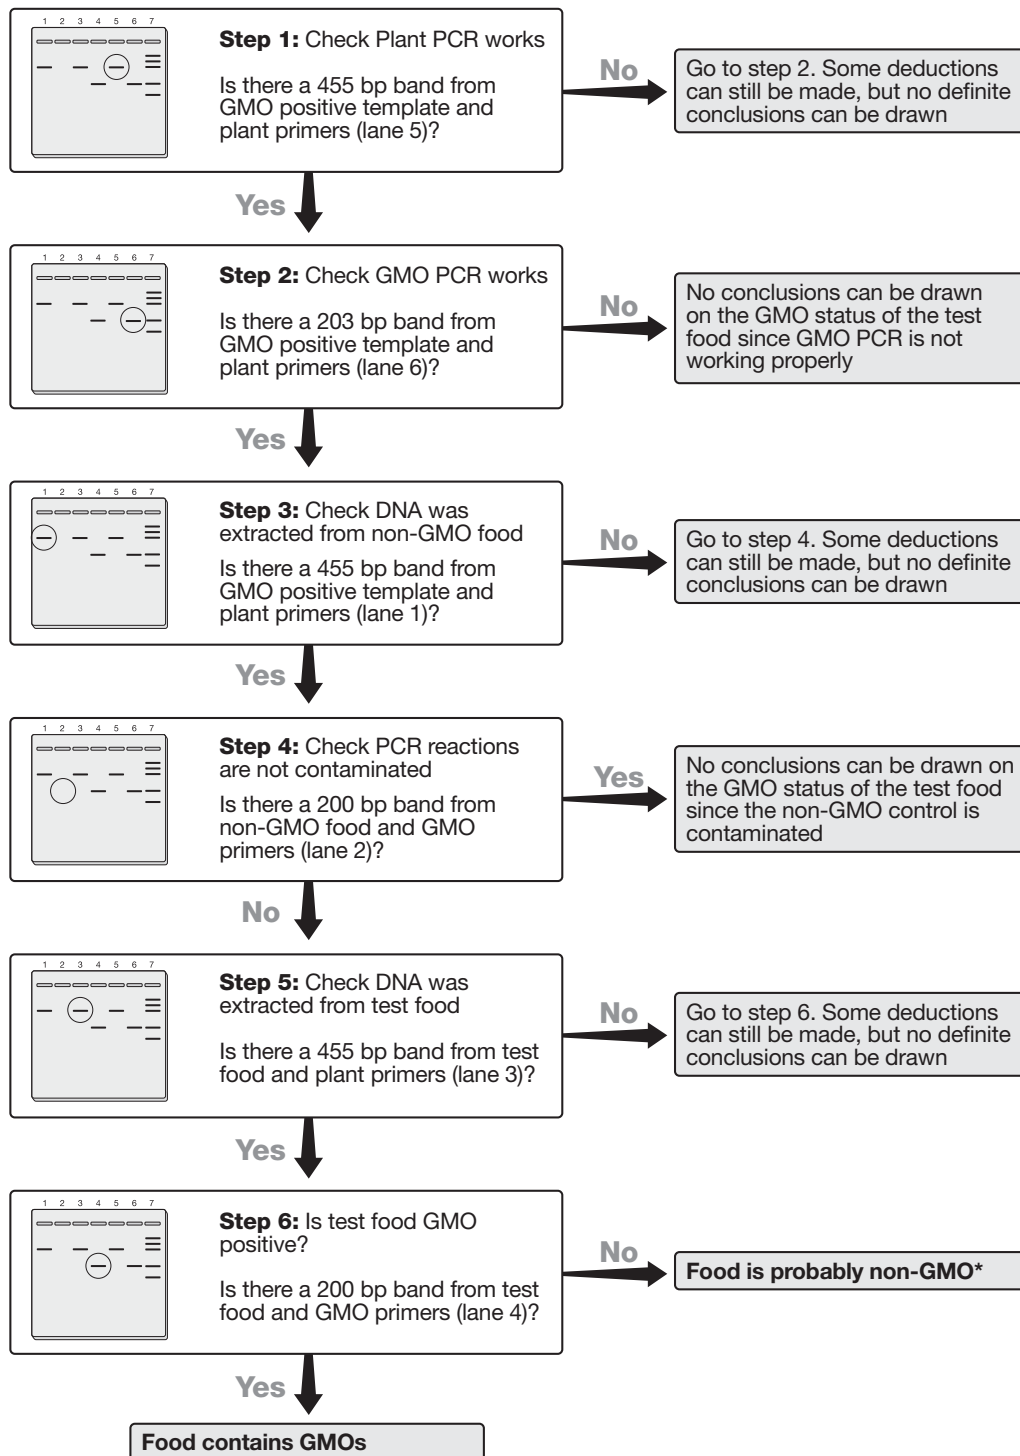 1 2 3 4 5 6 7
Step 1: Check Plant PCR works
Is there a 455 bp band from
GMO positive template and
plant primers (lane 5)?
No
Go to step 2. Some deductions
can still be made, but no definite
conclusions can be drawn
Yes
1 2 3 4 5 6 7
Step 2: Check GMO PCR works
Is there a 203 bp band from
GMO positive template and
plant primers (lane 6)?
No
No conclusions can be drawn
on the GMO status of the test
food since GMO PCR is not
working properly
Yes
1 2 3 4 5 6 7
Step 3: Check DNA was
extracted from non-GMO food
Is there a 455 bp band from
GMO positive template and
plant primers (lane 1)?
No
Go to step 4. Some deductions
can still be made, but no definite
conclusions can be drawn
Yes
1 2 3 4 5 6 7
Step 4: Check PCR reactions
are not contaminated
Is there a 200 bp band from
non-GMO food and GMO
primers (lane 2)?
Yes
No conclusions can be drawn on
the GMO status of the test food
since the non-GMO control is
contaminated
No
1 2 3 4 5 6 7
Step 5: Check DNA was
extracted from test food
Is there a 455 bp band from test
food and plant primers (lane 3)?
No
Go to step 6. Some deductions
can still be made, but no definite
conclusions can be drawn
Yes
1 2 3 4 5 6 7
Step 6: Is test food GMO
positive?
Is there a 200 bp band from test
food and GMO primers (lane 4)?
No
Food is probably non-GMO*
Yes
Food contains GMOs